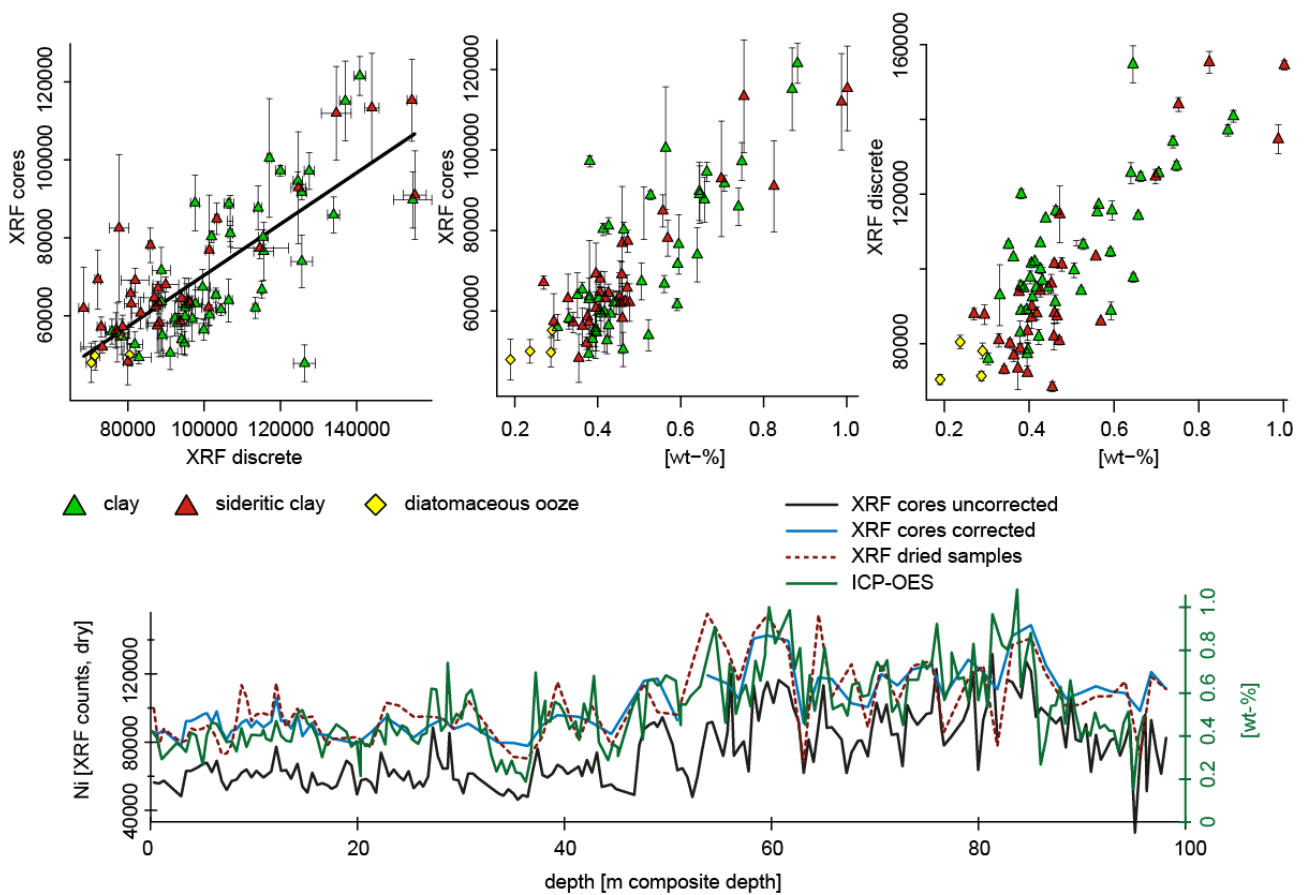 XRF cores
60000 80000 100000 120000
80000 100000 120000 140000
XRF discrete
XRF cores
60000 80000 100000 120000
0.2 0.4 0.6 0.8 1.0
[wt-%]
XRF discrete
80000 120000 160000
0.2 0.4 0.6 0.8 1.0
[wt-%]
clay
sideritic clay
diatomaceous ooze
XRF cores uncorrected
XRF cores corrected
XRF dried samples
ICP-OES
Ni [XRF counts, dry]
40000 80000 120000
0 0.2 0.4 0.6 0.8 1.0
[wt-%]
0 20 40 60 80 100
depth [m composite depth]